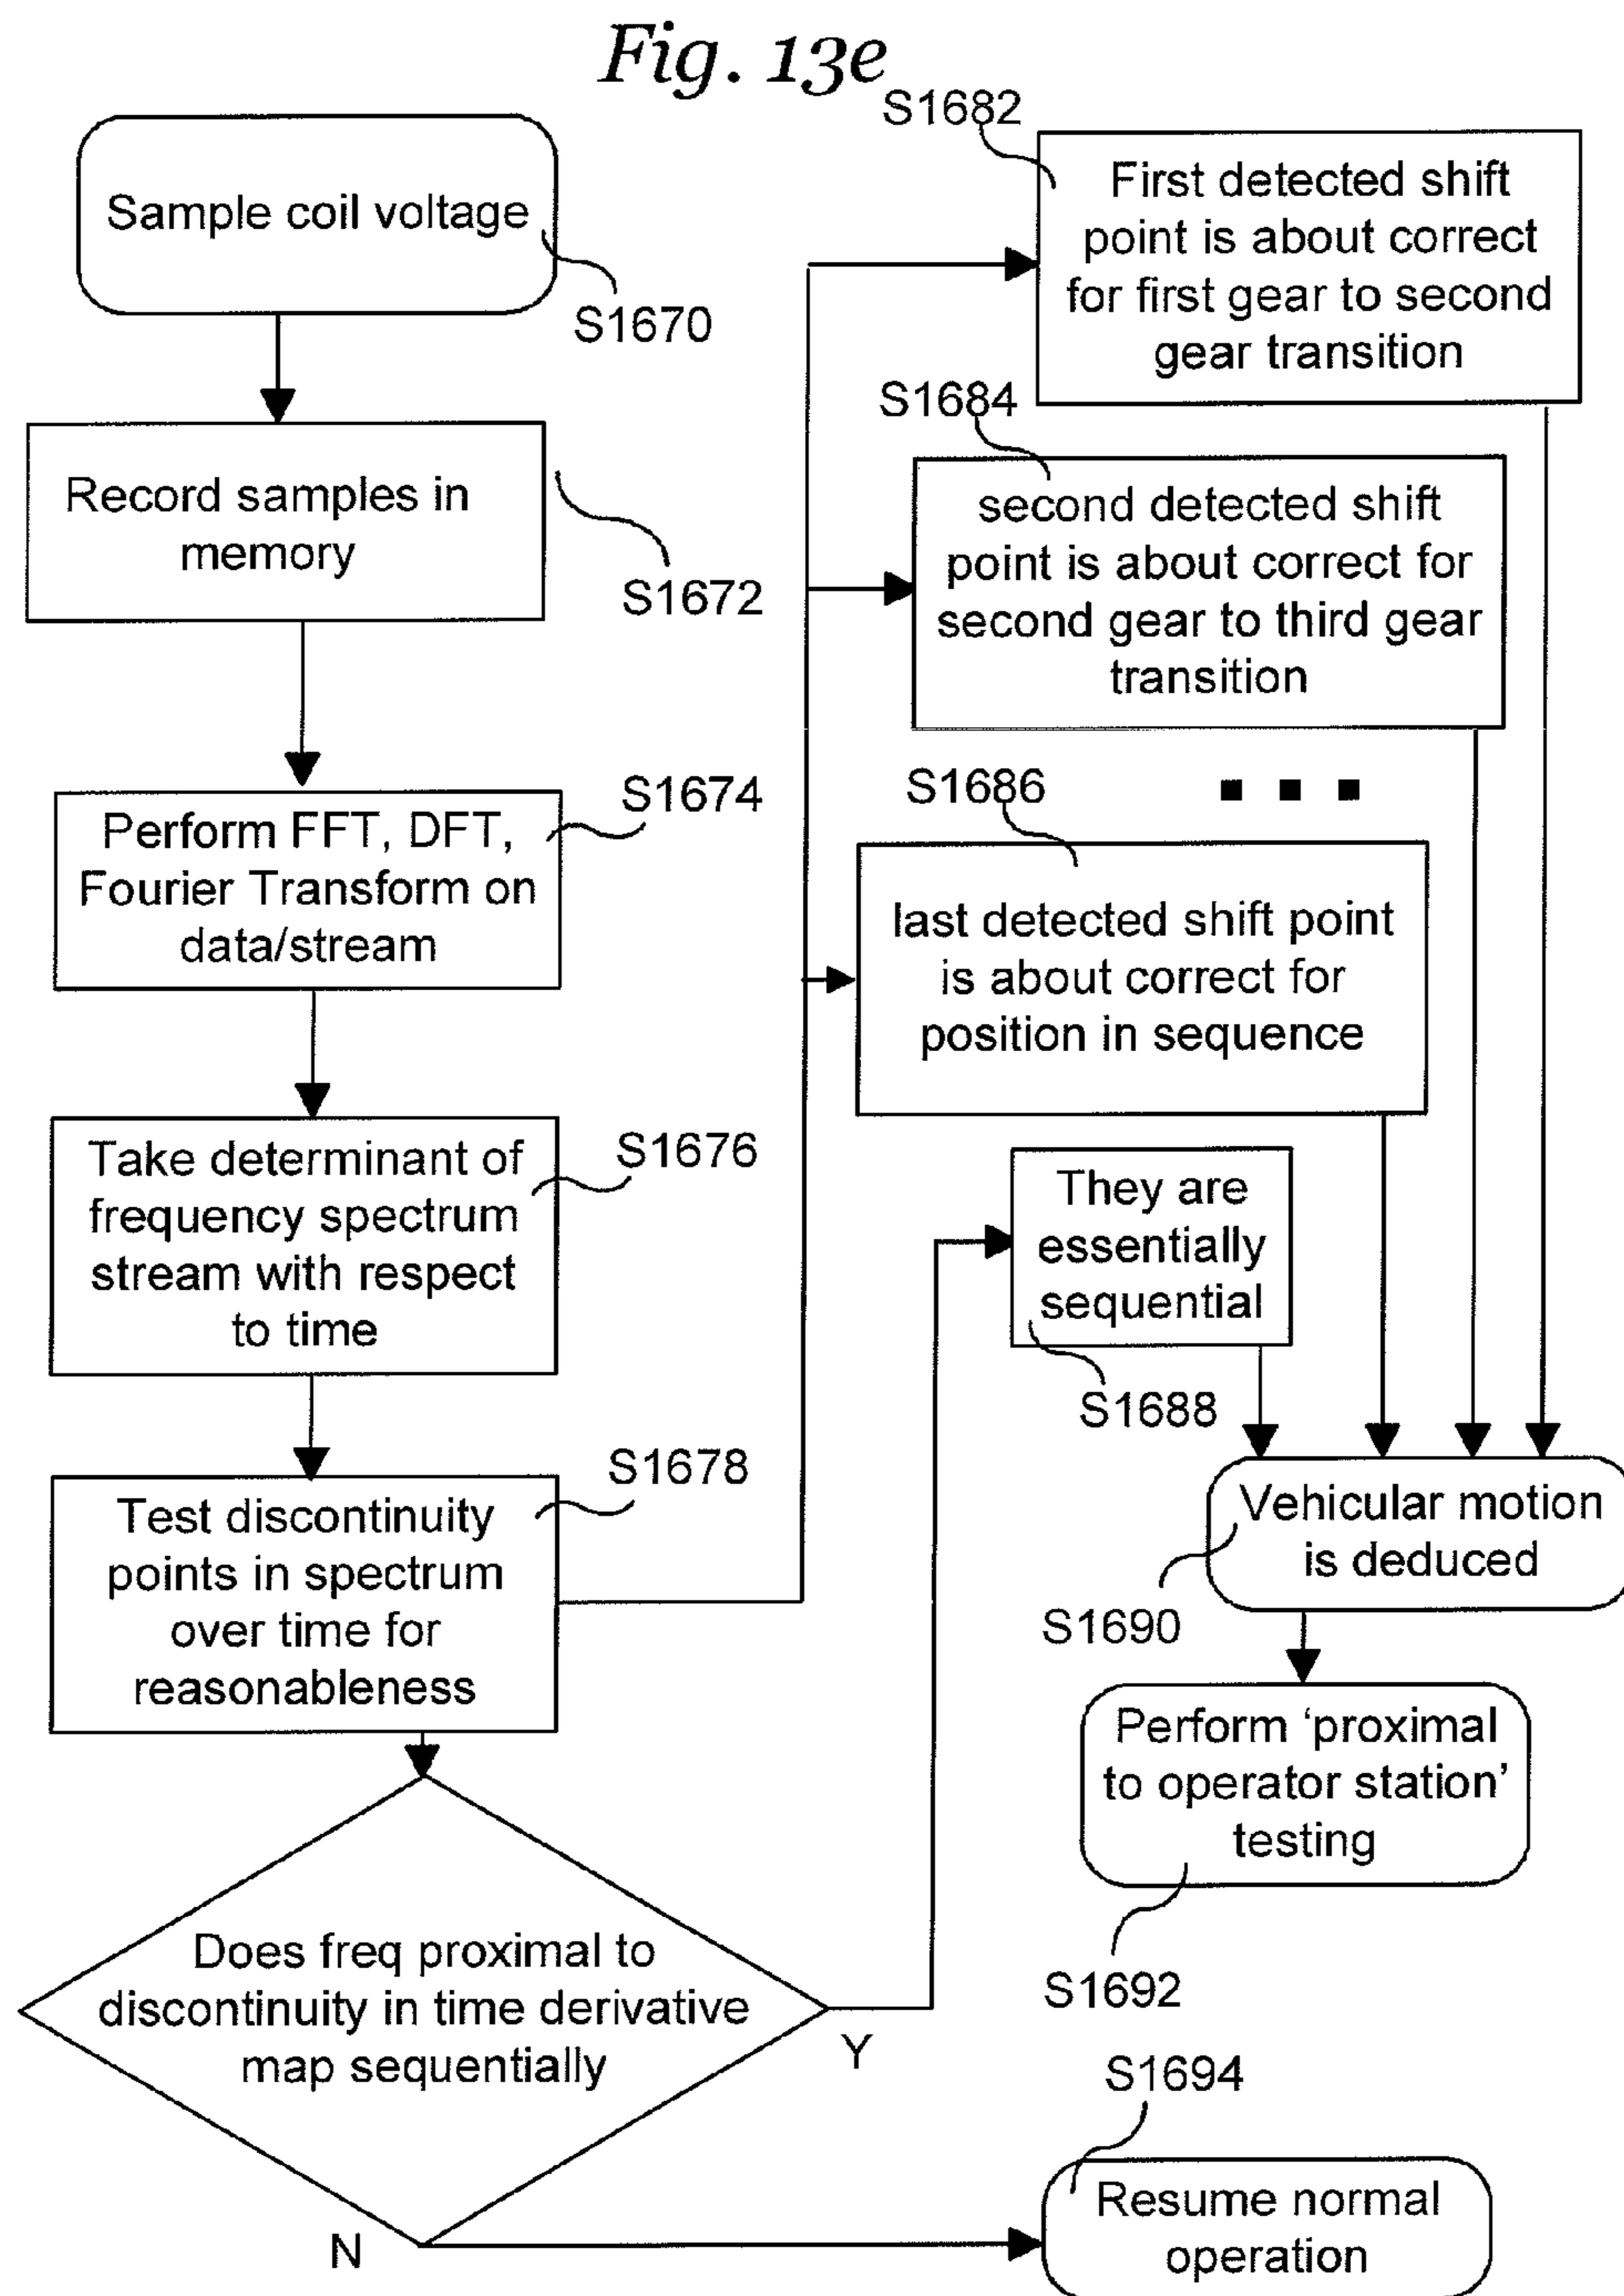 Fig. 13e
Sample coil voltage
S1670
Record samples in
memory
S1672
Perform FFT, DFT,
Fourier Transform on
data/stream
S1674
Take determinant of
frequency spectrum
stream with respect
to time
S1676
Test discontinuity
points in spectrum
over time for
reasonableness
S1678
Does freq proximal to
discontinuity in time derivative
map sequentially
Y
N
S1682
First detected shift
point is about correct
for first gear to second
gear transition
S1684
second detected shift
point is about correct for
second gear to third gear
transition
S1686
last detected shift point
is about correct for
position in sequence
They are
essentially
sequential
S1688
Vehicular motion
is deduced
S1690
Perform ‘proximal
to operator station’
testing
S1692
S1694
Resume normal
operation